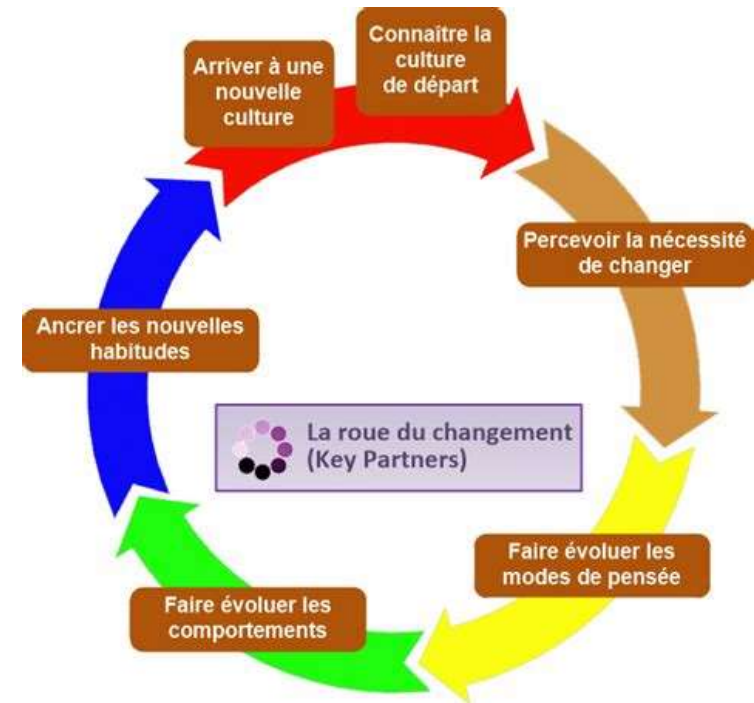 Connaître la
culture
de départ
Percevoir la nécessité
de changer
Faire évoluer les
modes de pensée
Faire évoluer les
comportements
Ancrer les nouvelles
habitudes
Arriver à une
nouvelle
culture
La roue du changement
(Key Partners)